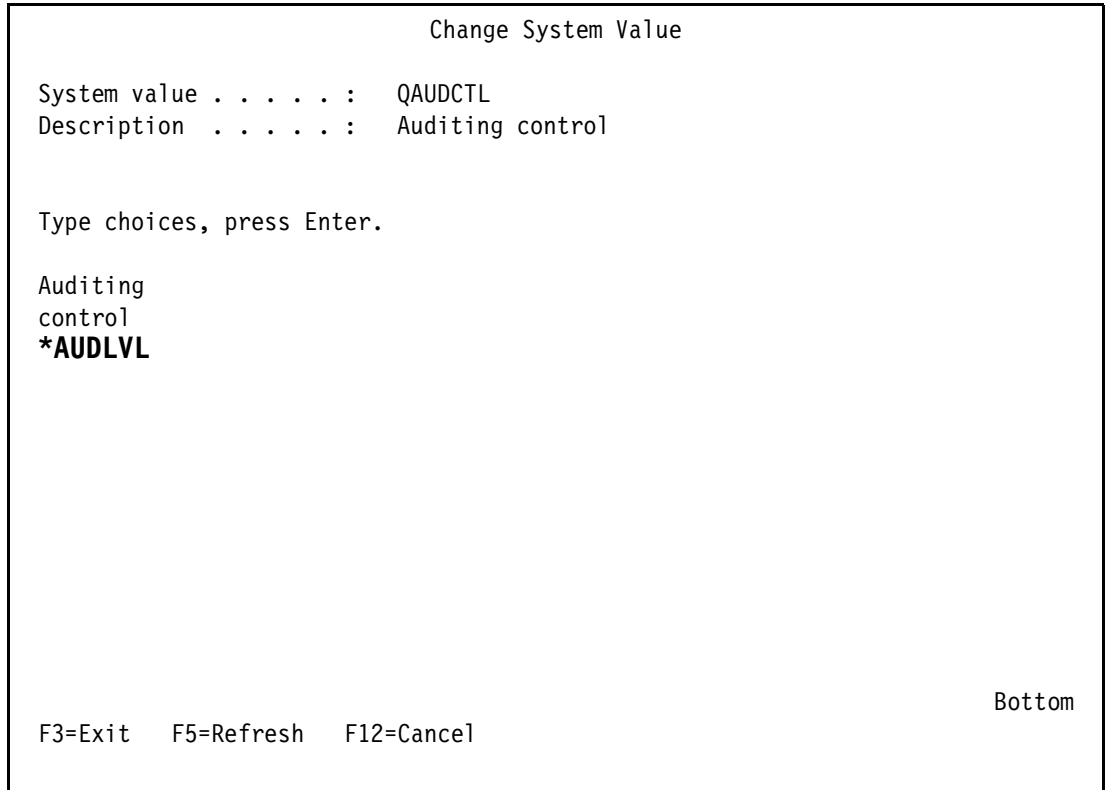 Change System Value
System value . . . . . :   QAUDCTL
Description  . . . . . :   Auditing control
Type choices, press Enter.
Auditing
control
*AUDLVL
Bottom
F3=Exit   F5=Refresh   F12=Cancel